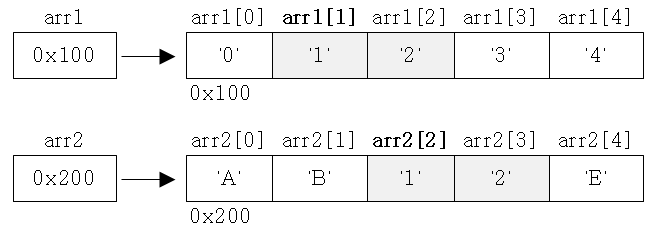 arr1 arr1[0] arr1[1] arr1[2] arr1[3] arr1[4]
0x100 '0' '1' '2' '3' '4'
0x100
arr2 arr2[0] arr2[1] arr2[2] arr2[3] arr2[4]
0x200 'A' 'B' '1' '2' 'E'
0x200